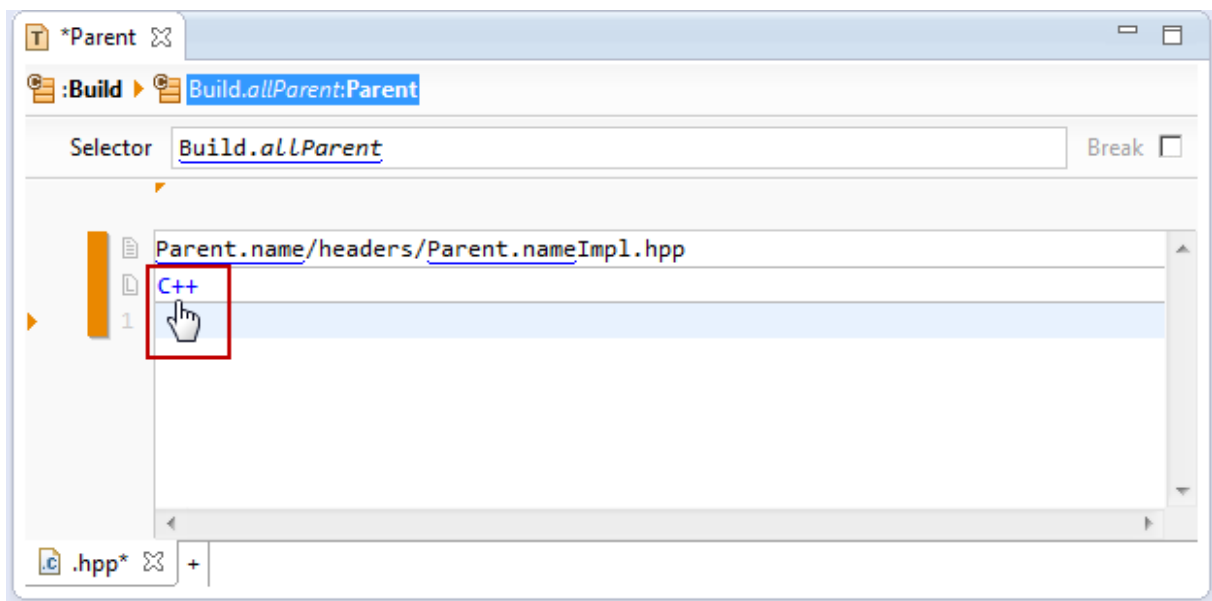 *Parent
:Build Build.allParent:Parent
Selector Build.allParent Break
Parent.name/headers/Parent.nameImpl.hpp
C++
1
.c .hpp* +